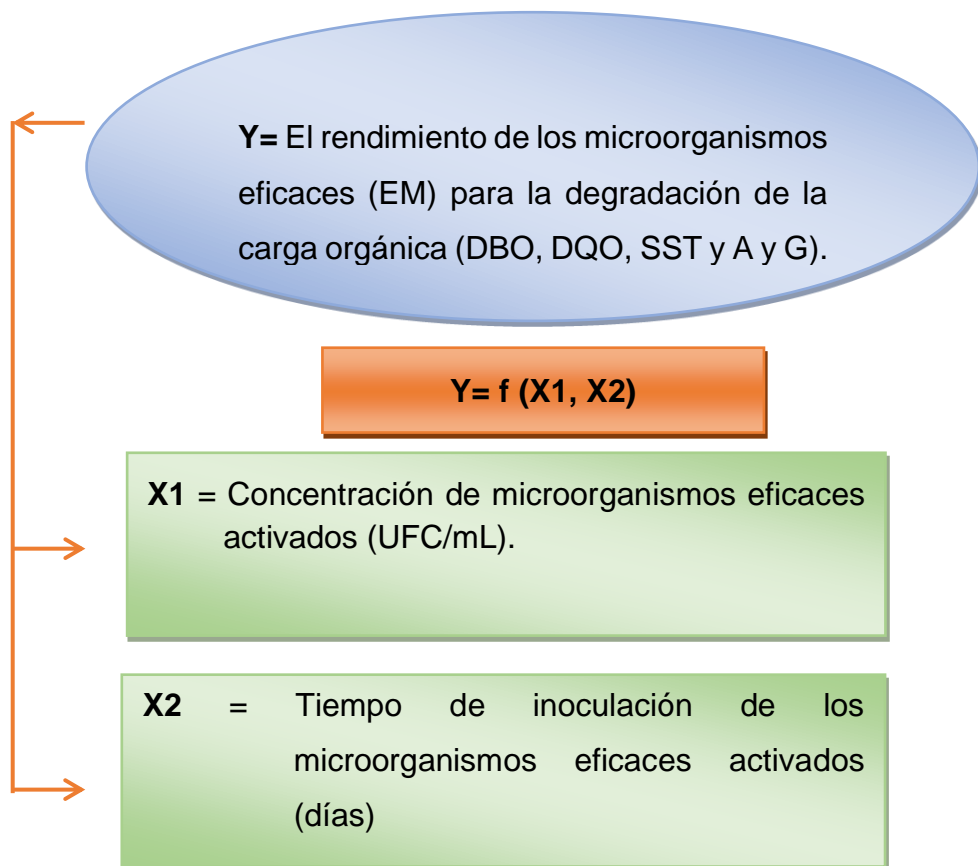 Y= El rendimiento de los microorganismos
eficaces (EM) para la degradación de la
carga orgánica (DBO, DQO, SST y A y G).
Y= f (X1, X2)
X1 = Concentración de microorganismos eficaces
activados (UFC/mL).
X2 = Tiempo de inoculación de los
microorganismos eficaces activados
(días)